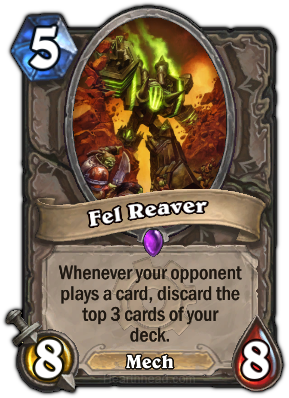 5
Fel Reaver
Whenever your opponent
plays a card, discard the
top 3 cards of your
deck.
8
Mech
8